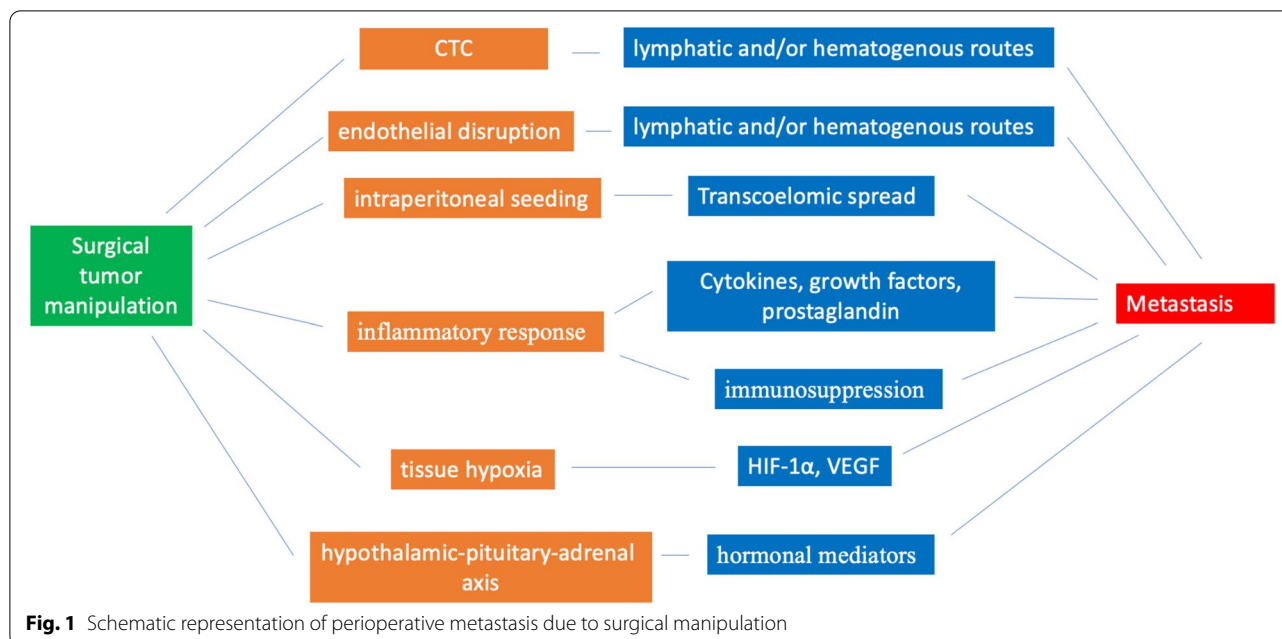 CTC
lymphatic and/or hematogenous routes
endothelial disruption
lymphatic and/or hematogenous routes
intraperitoneal seeding
Transcoelomic spread
Surgical
tumor
manipulation
Cytokines, growth factors,
prostaglandin
Metastasis
inflammatory response
immunosuppression
tissue hypoxia
HIF-1α, VEGF
hypothalamic-pituitary-adrenal
axis
hormonal mediators
Fig. 1 Schematic representation of perioperative metastasis due to surgical manipulation